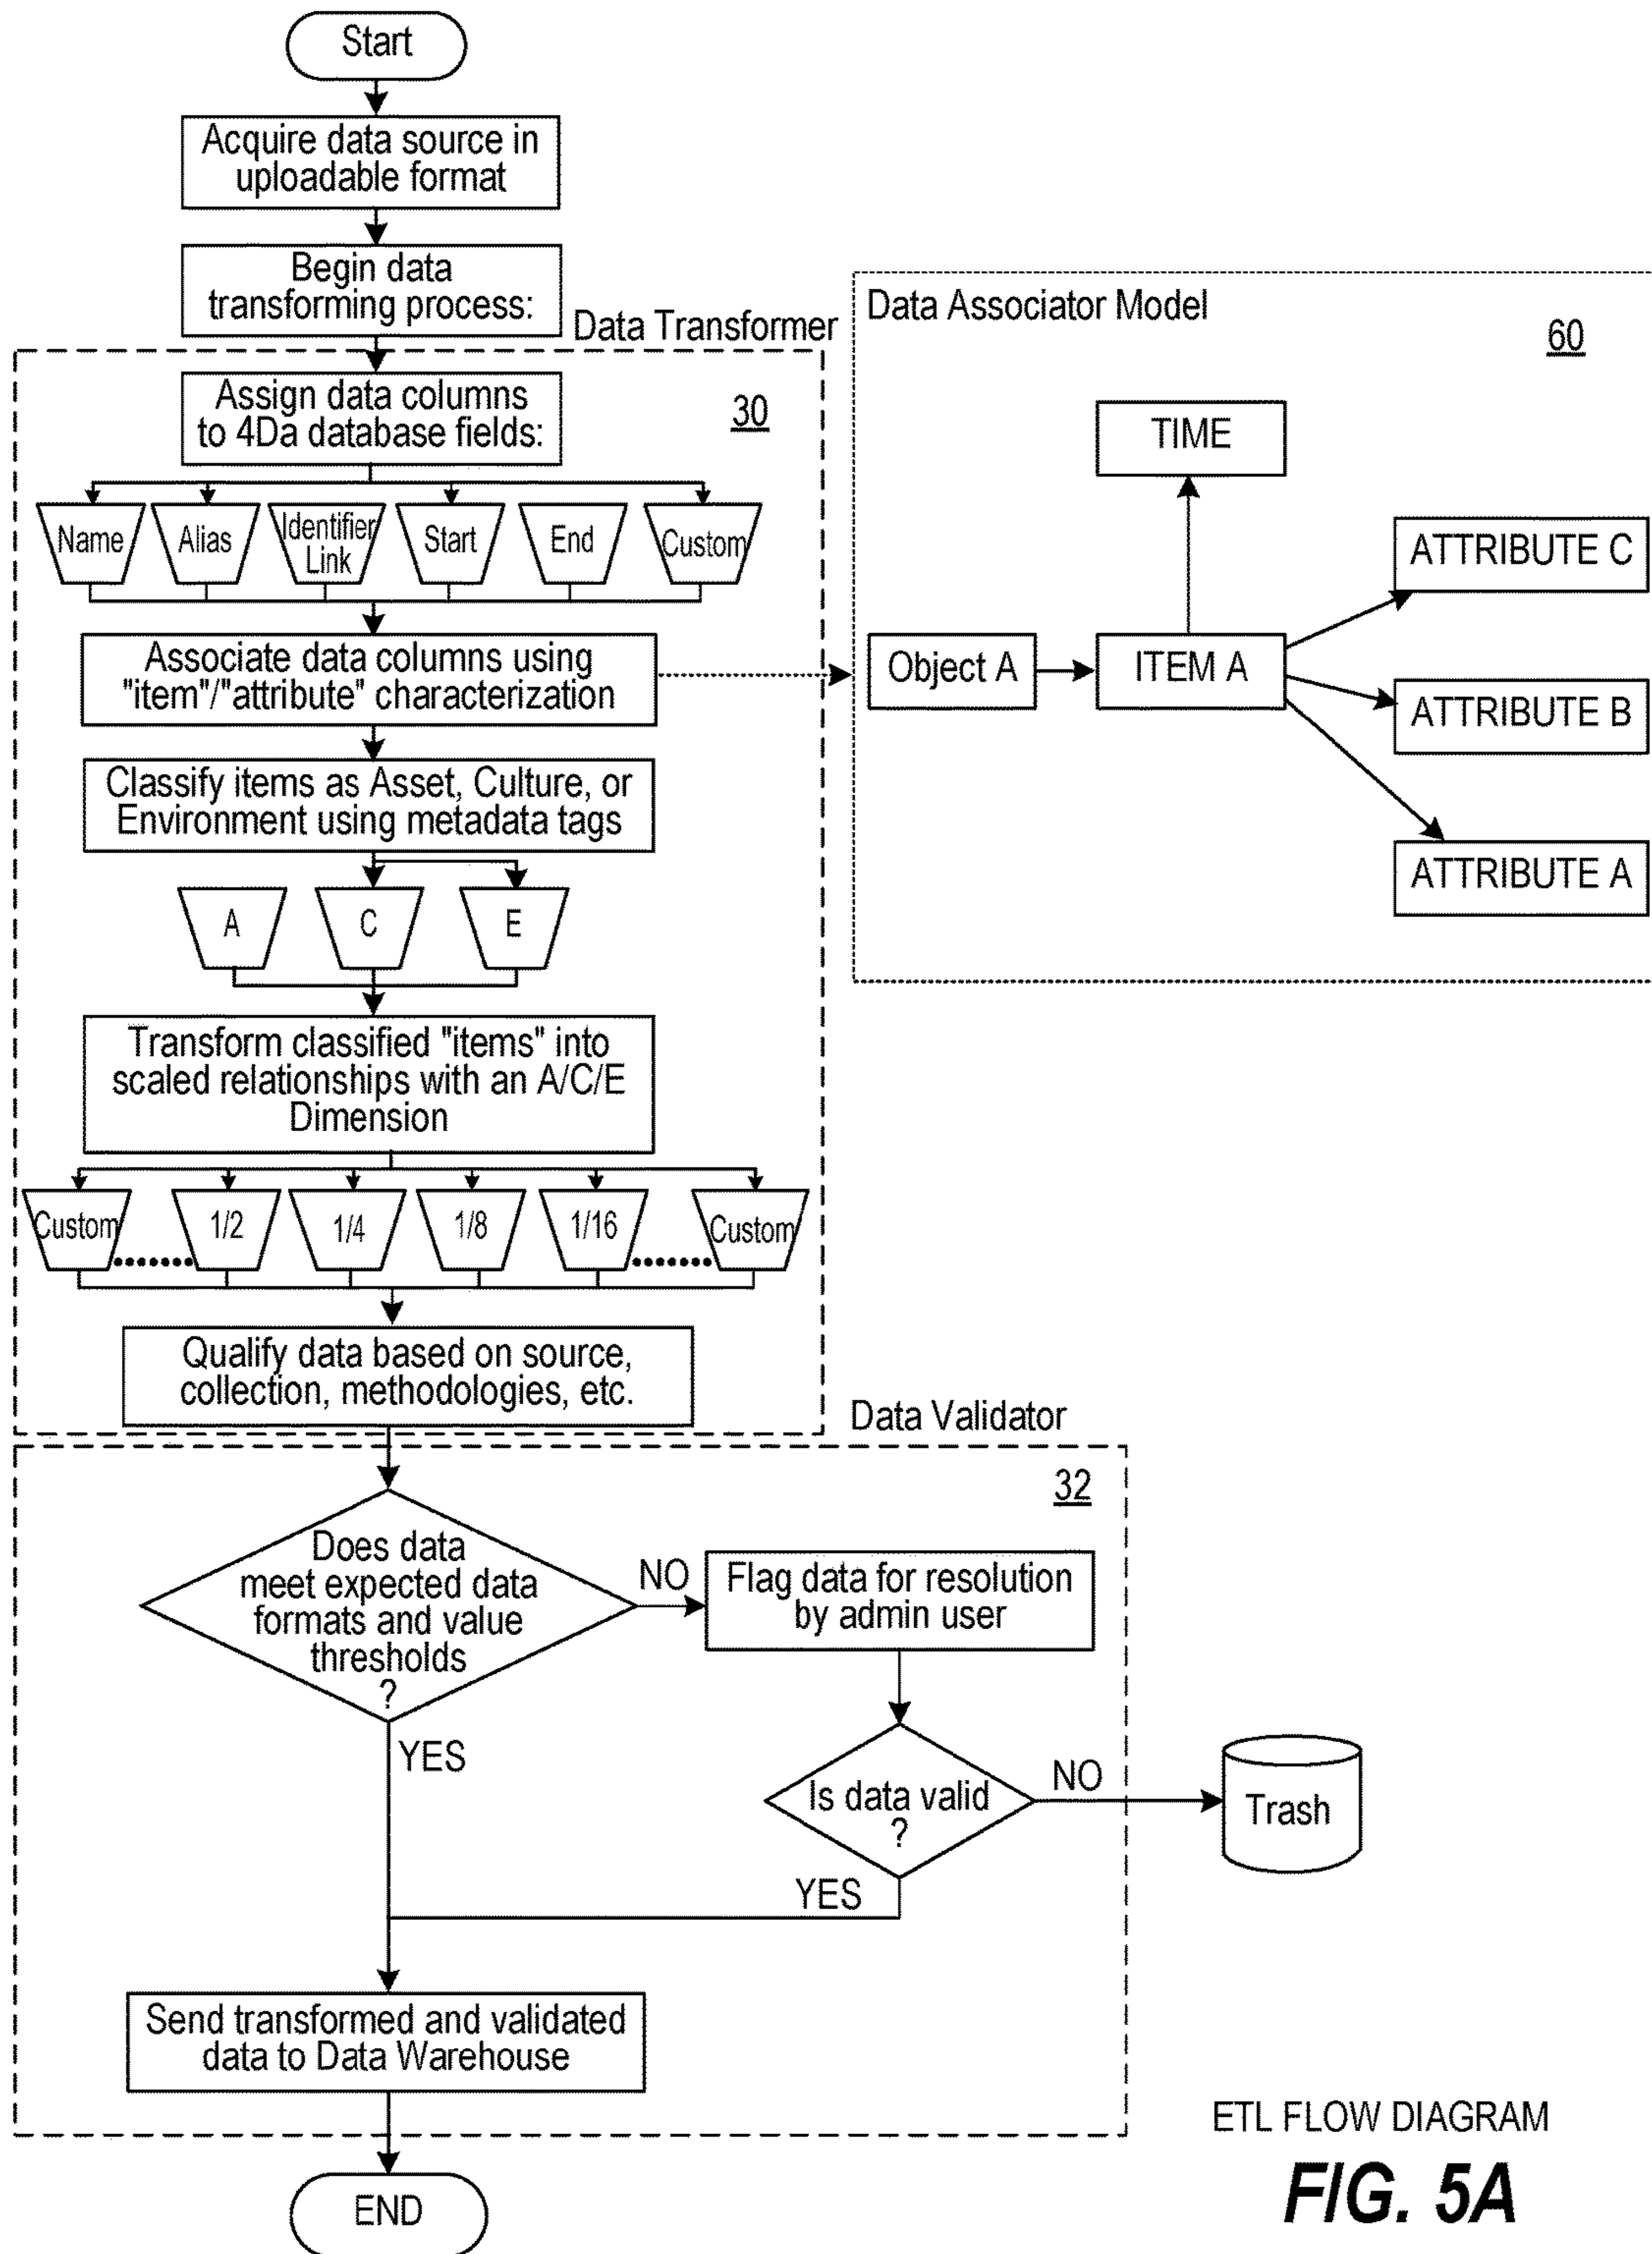 Start
Acquire data source in
uploadable format
Begin data
transforming process:
Data Transformer
30
Assign data columns
to 4Da database fields:
Name
Alias
Identifier
Link
Start
End
Custom
Associate data columns using
"item"/"attribute" characterization
Classify items as Asset, Culture, or
Environment using metadata tags
A
C
E
Transform classified "items" into
scaled relationships with an A/C/E
Dimension
Custom
1/2
1/4
1/8
1/16
Custom
Qualify data based on source,
collection, methodologies, etc.
Data Associator Model
60
TIME
Object A
ITEM A
ATTRIBUTE C
ATTRIBUTE B
ATTRIBUTE A
Data Validator
32
Does data
meet expected data
formats and value
thresholds
?
NO
Flag data for resolution
by admin user
YES
Is data valid
?
NO
Trash
YES
Send transformed and validated
data to Data Warehouse
END
ETL FLOW DIAGRAM
FIG. 5A